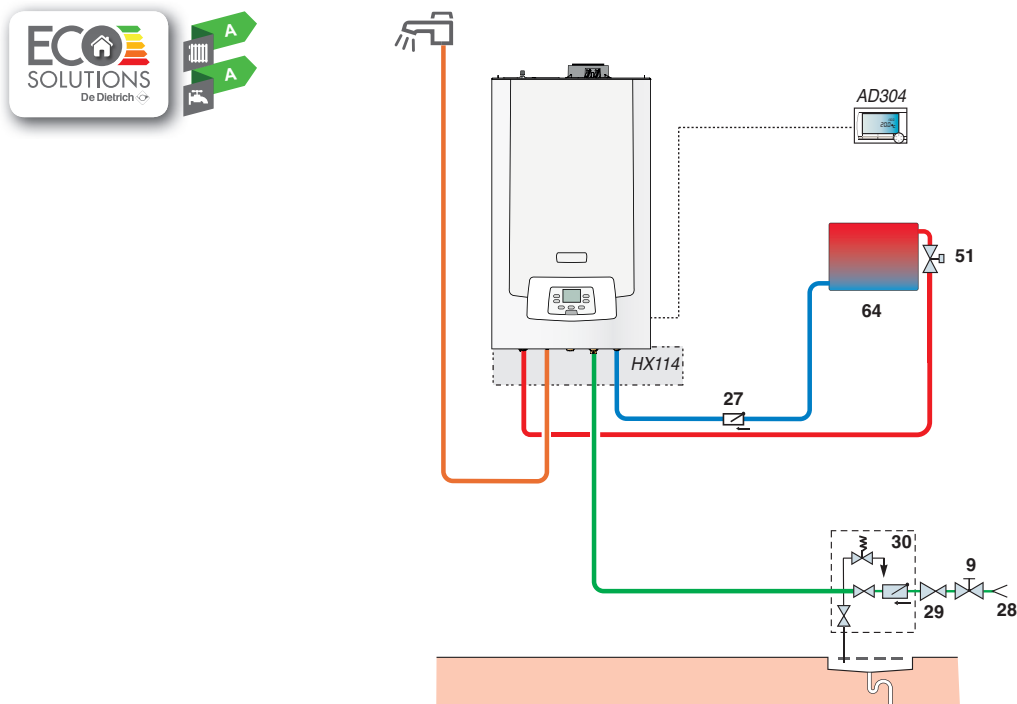 ECO
SOLUTIONS
De Dietrich
A
A
AD304
51
64
HX114
27
30
9
29
28